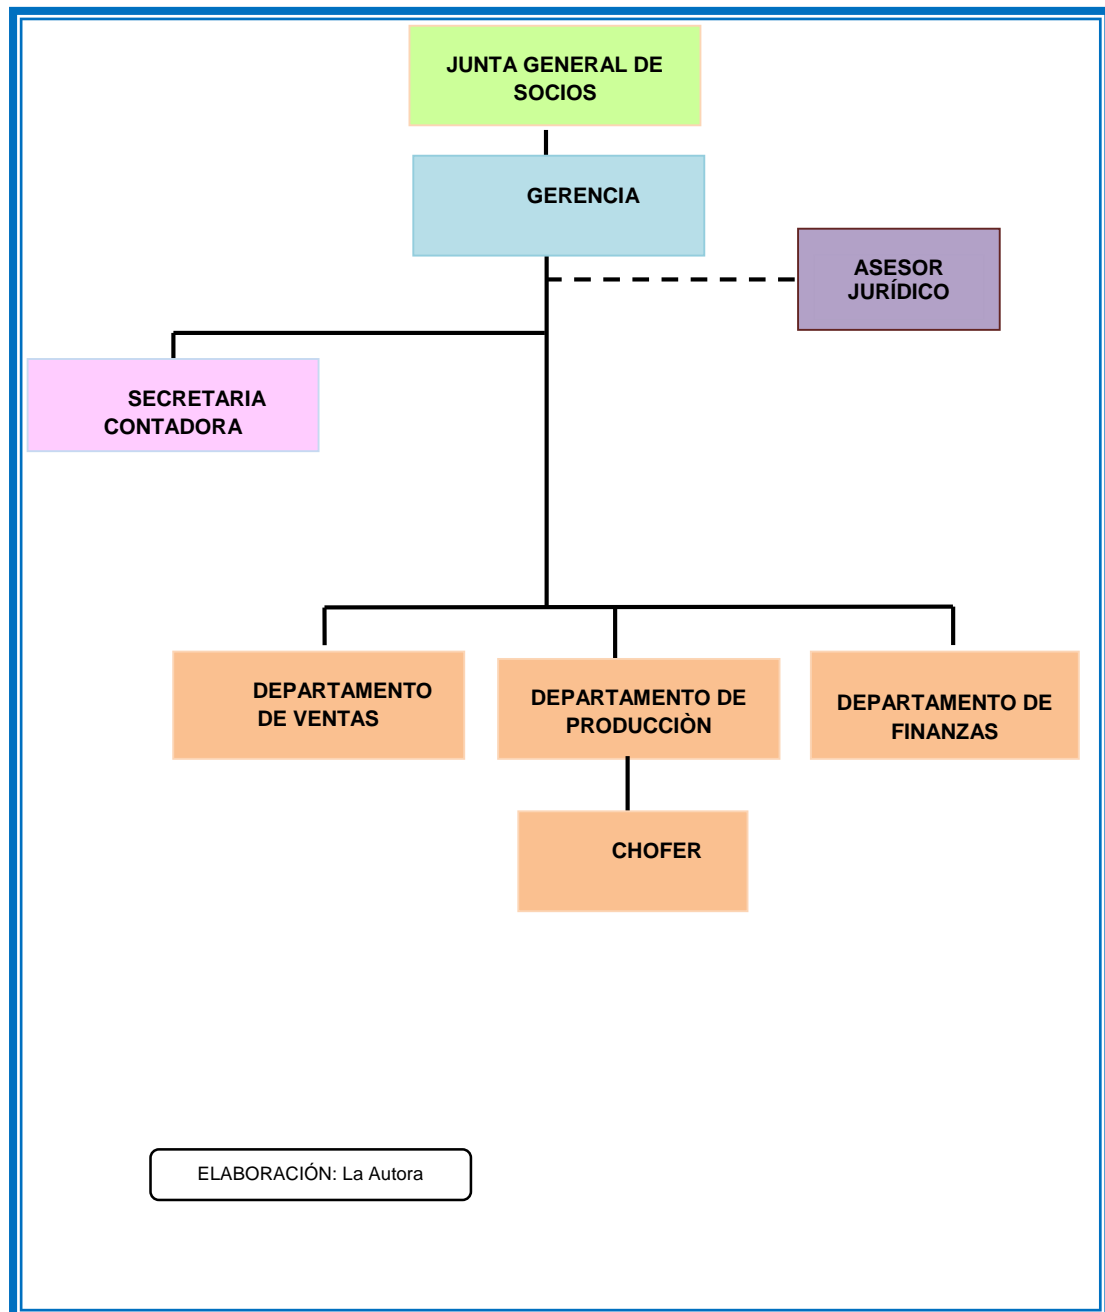 JUNTA GENERAL DE
SOCIOS
GERENCIA
ASESOR
JURÍDICO
SECRETARIA
CONTADORA
DEPARTAMENTO
DE VENTAS
DEPARTAMENTO DE
PRODUCCIÒN
DEPARTAMENTO DE
FINANZAS
CHOFER
ELABORACIÓN: La Autora